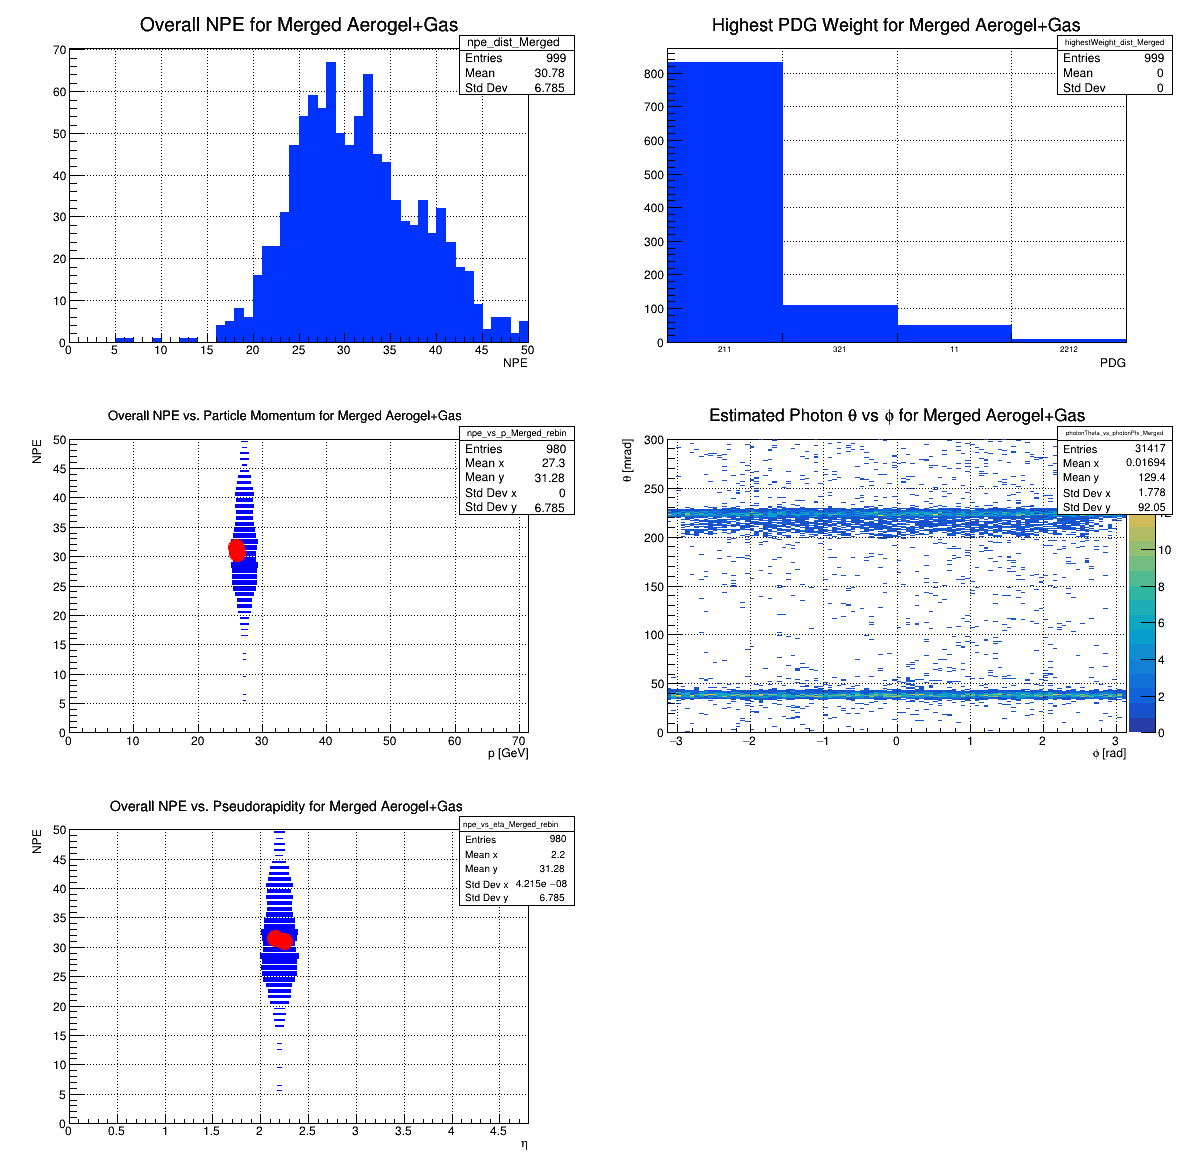 Overall NPE for Merged Aerogel+Gas
npe_dist_Merged
Entries 999
Mean 30.78
Std Dev 6.785
70
60
50
40
30
20
10
0
0 5 10 15 20 25 30 35 40 45 50
NPE
Highest PDG Weight for Merged Aerogel+Gas
highestWeight_dist_Merged
Entries 999
Mean 0
Std Dev 0
800
700
600
500
400
300
200
100
0
211 321 11 2212
PDG
Overall NPE vs. Particle Momentum for Merged Aerogel+Gas
npe_vs_p_Merged_rebin
Entries 980
Mean x 27.3
Mean y 31.28
Std Dev x 0
Std Dev y 6.785
NPE
50
45
40
35
30
25
20
15
10
5
0
0 10 20 30 40 50 60 70
p [GeV]
Estimated Photon θ vs ϕ for Merged Aerogel+Gas
photonTheta_vs_photonPhi_Merged
Entries 31417
Mean x 0.01694
Mean y 129.4
Std Dev x 1.778
Std Dev y 92.05
θ [mrad]
300
250
200
150
100
50
0
−3 −2 −1 0 1 2 3
ϕ [rad]
10
8
6
4
2
0
Overall NPE vs. Pseudorapidity for Merged Aerogel+Gas
npe_vs_eta_Merged_rebin
Entries 980
Mean x 2.2
Mean y 31.28
Std Dev x 4.215e −08
Std Dev y 6.785
NPE
50
45
40
35
30
25
20
15
10
5
0
0 0.5 1 1.5 2 2.5 3 3.5 4 4.5
η